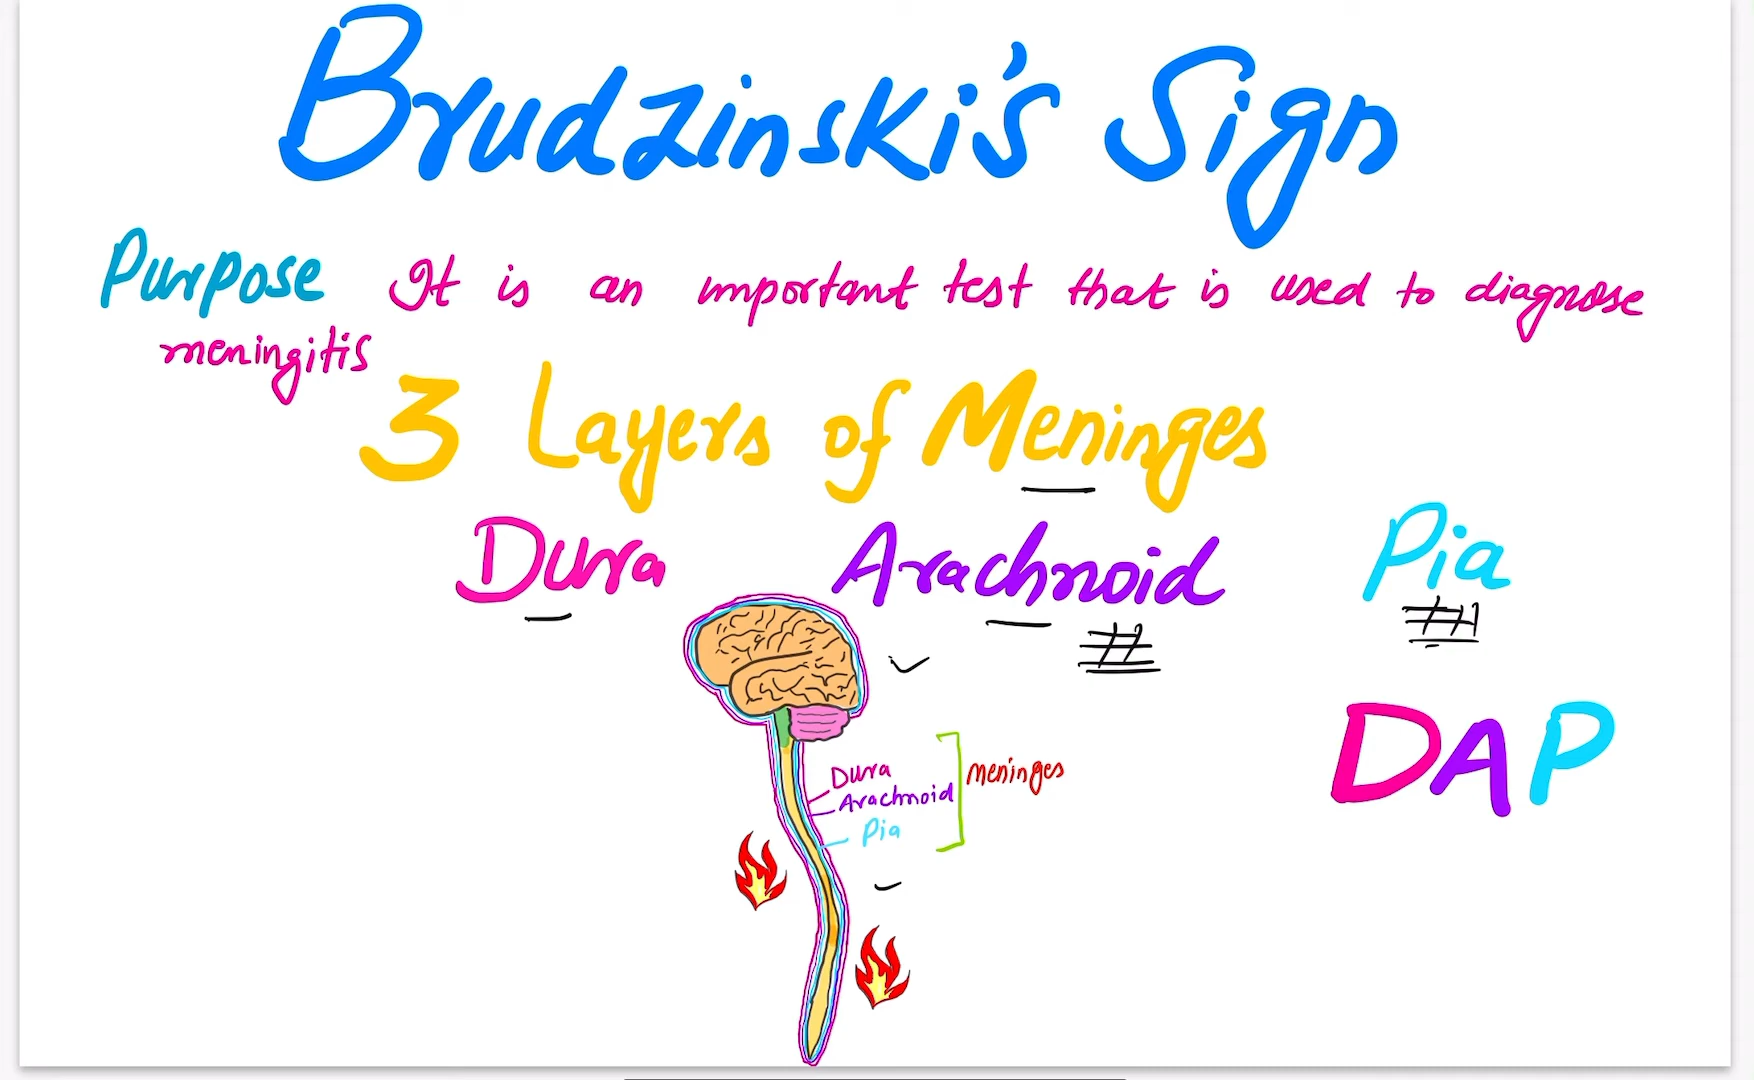 Brudzinski's Sign
Purpose It is an important test that is used to diagnose
meningitis
3 Layers of Meninges
Dura Arachnoid Pia
DAP
Dura
Arachnoid
Pia
Meninges